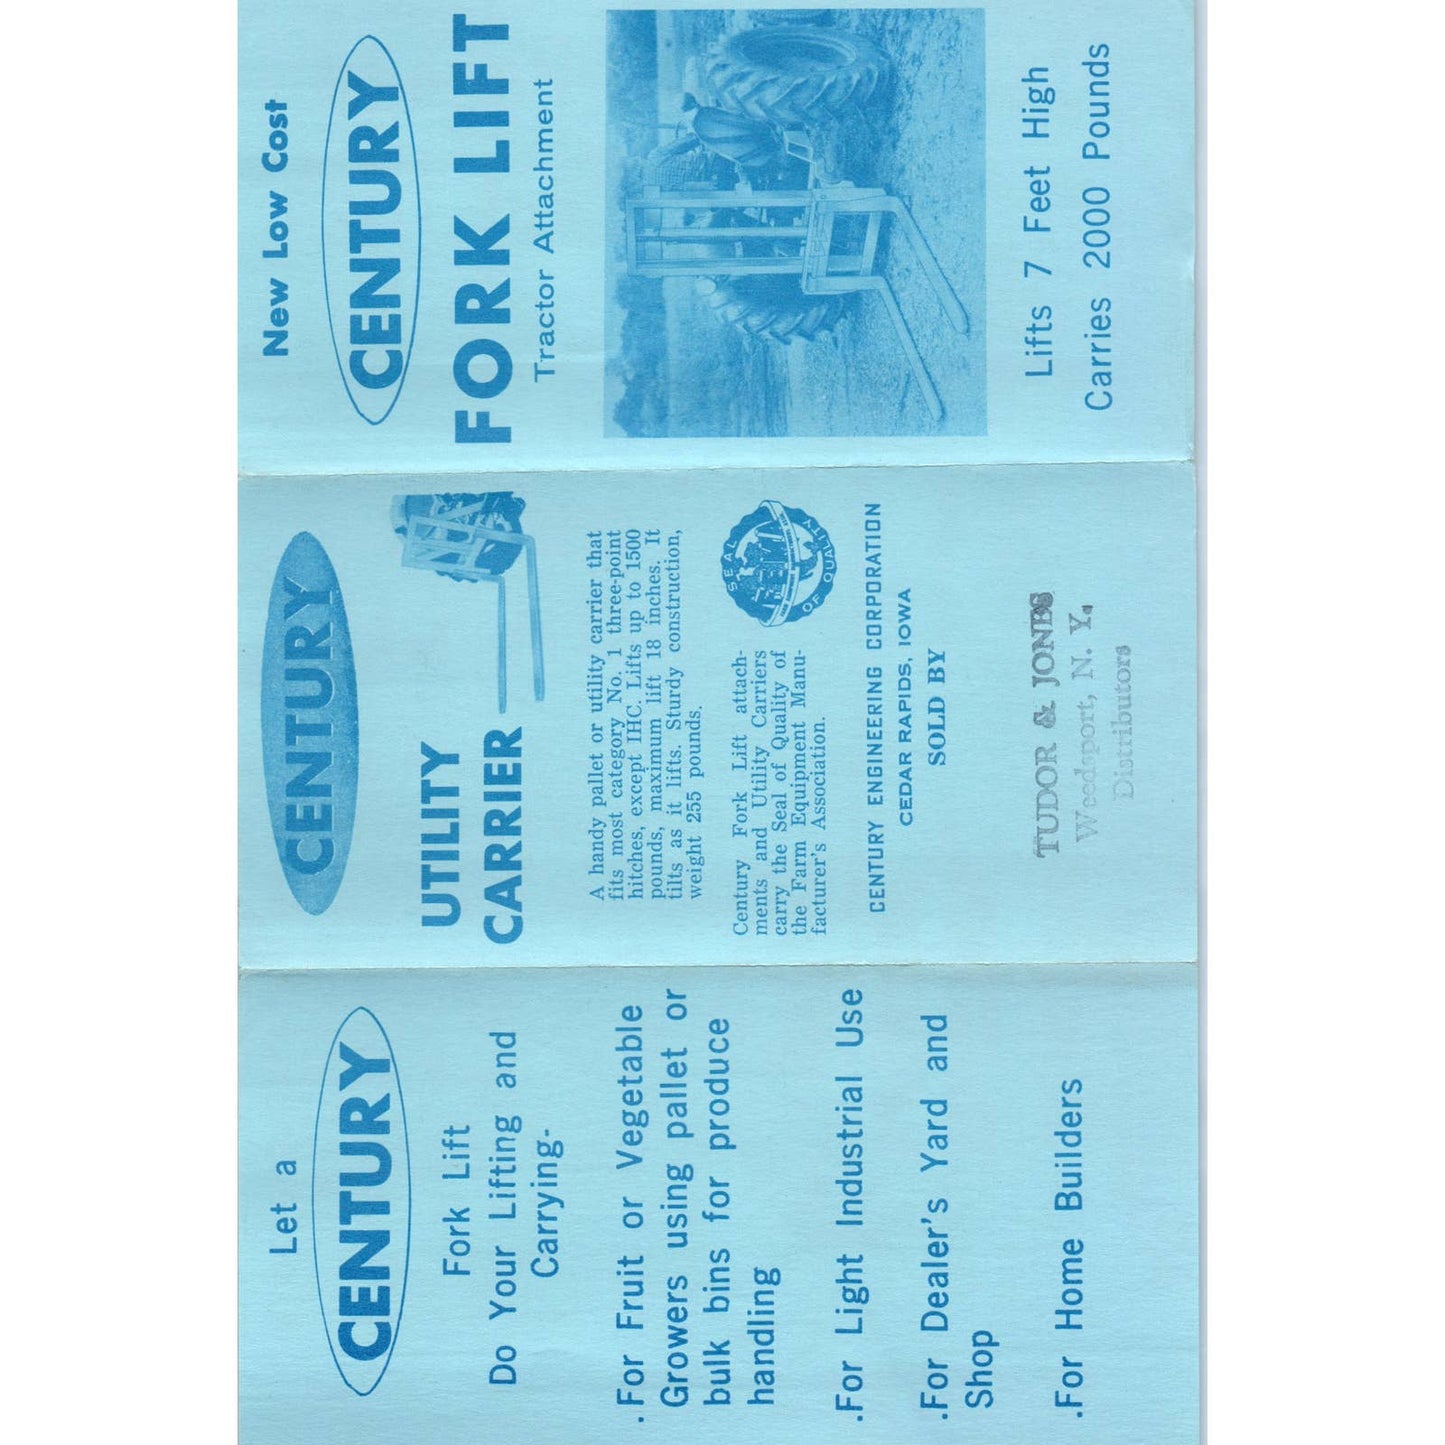 Let a
CENTURY
Fork Lift
Do Your Lifting and
Carrying-
.For Fruit or Vegetable
Growers using pallet or
bulk bins for produce
handling
.For Light Industrial Use
.For Dealer's Yard and
Shop
.For Home Builders
CENTURY
UTILITY
CARRIER
A handy pallet or utility carrier that
fits most category No. 1 three-point
hitches, except IHC. Lifts up to 1500
pounds, maximum lift 18 inches. It
tilts as it lifts. Sturdy construction,
weight 255 pounds.
Century Fork Lift attach-
ments and Utility Carriers
carry the Seal of Quality of
the Farm Equipment Manu-
facturer's Association.
SEAL
OF QUALITY
CENTURY ENGINEERING CORPORATION
CEDAR RAPIDS, IOWA
SOLD BY
TUDOR & JONES
Weedsport, N. Y.
Distributors
New Low Cost
CENTURY
FORK LIFT
Tractor Attachment
Lifts 7 Feet High
Carries 2000 Pounds